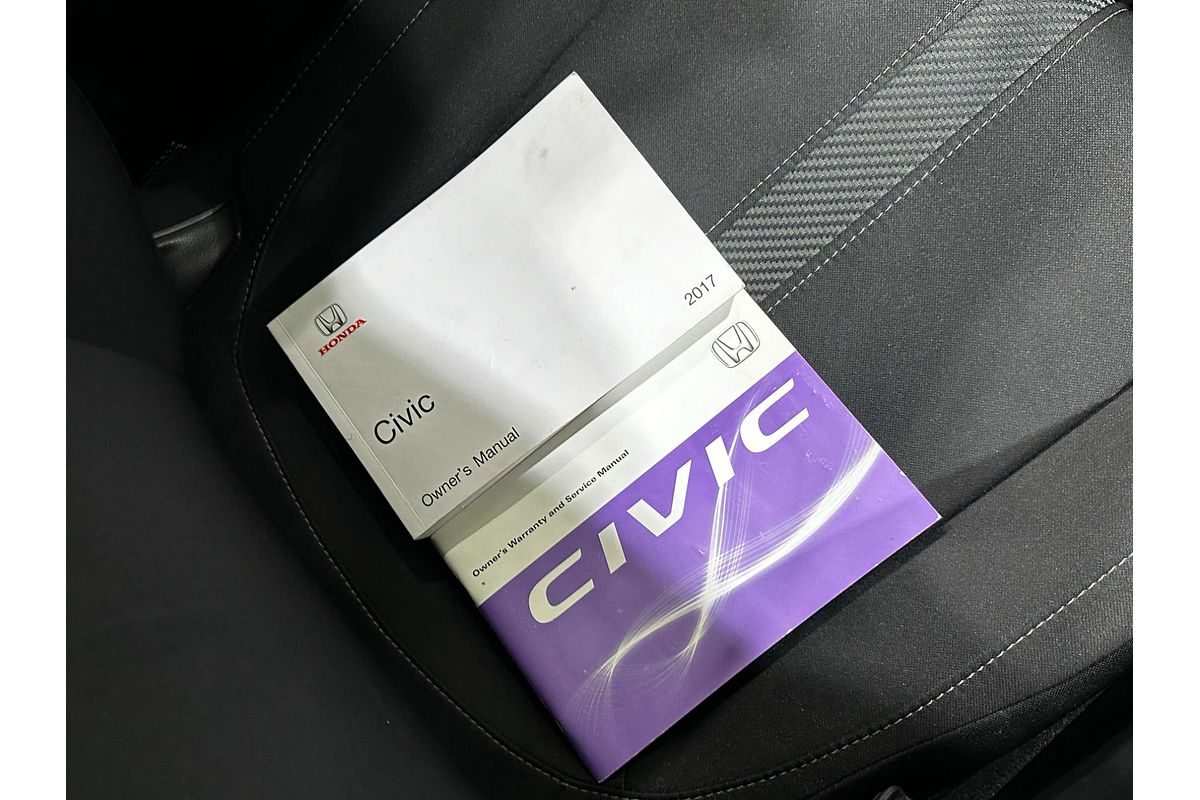 HONDA
2017
Civic
Owner's Manual
Owner's Warranty and Service Manual
CIVIC